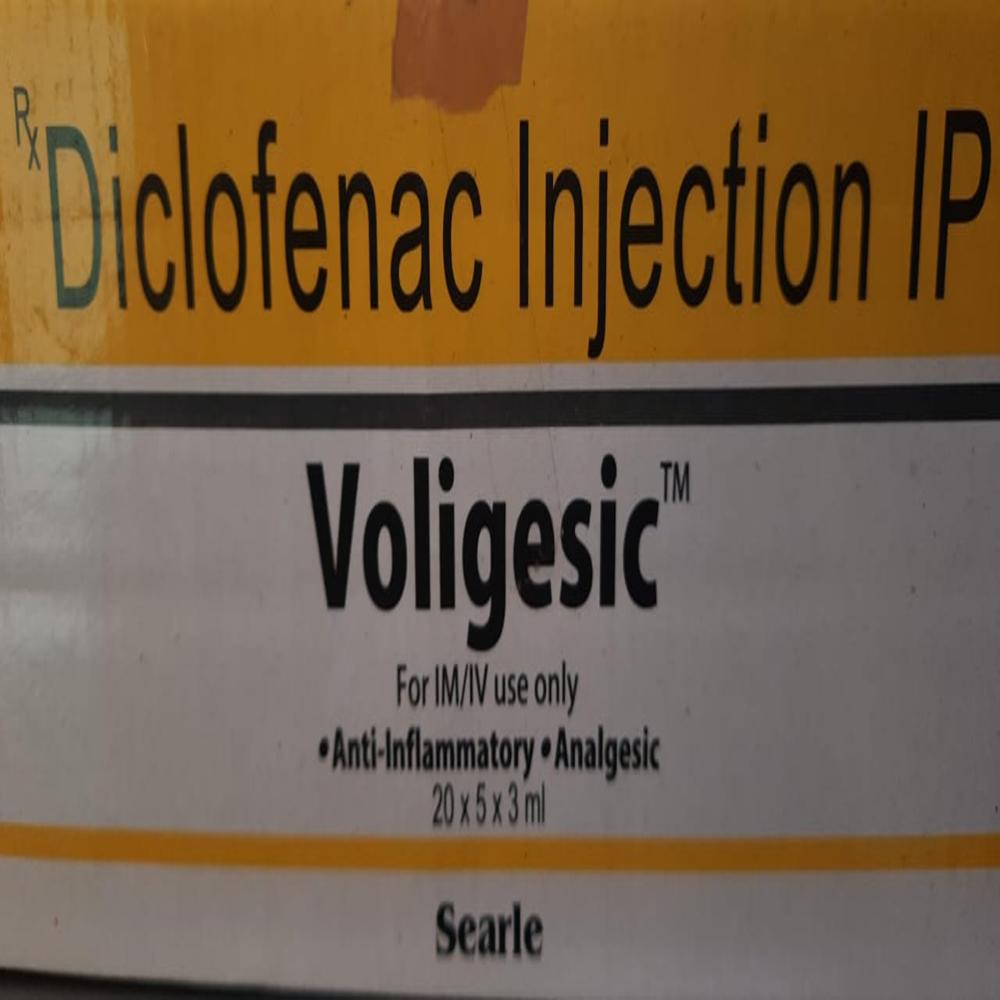 Rx Diclofenac Injection IP
Voligesic™
For IM/IV use only
•Anti-Inflammatory •Analgesic
20 x 5 x 3 ml
Searle